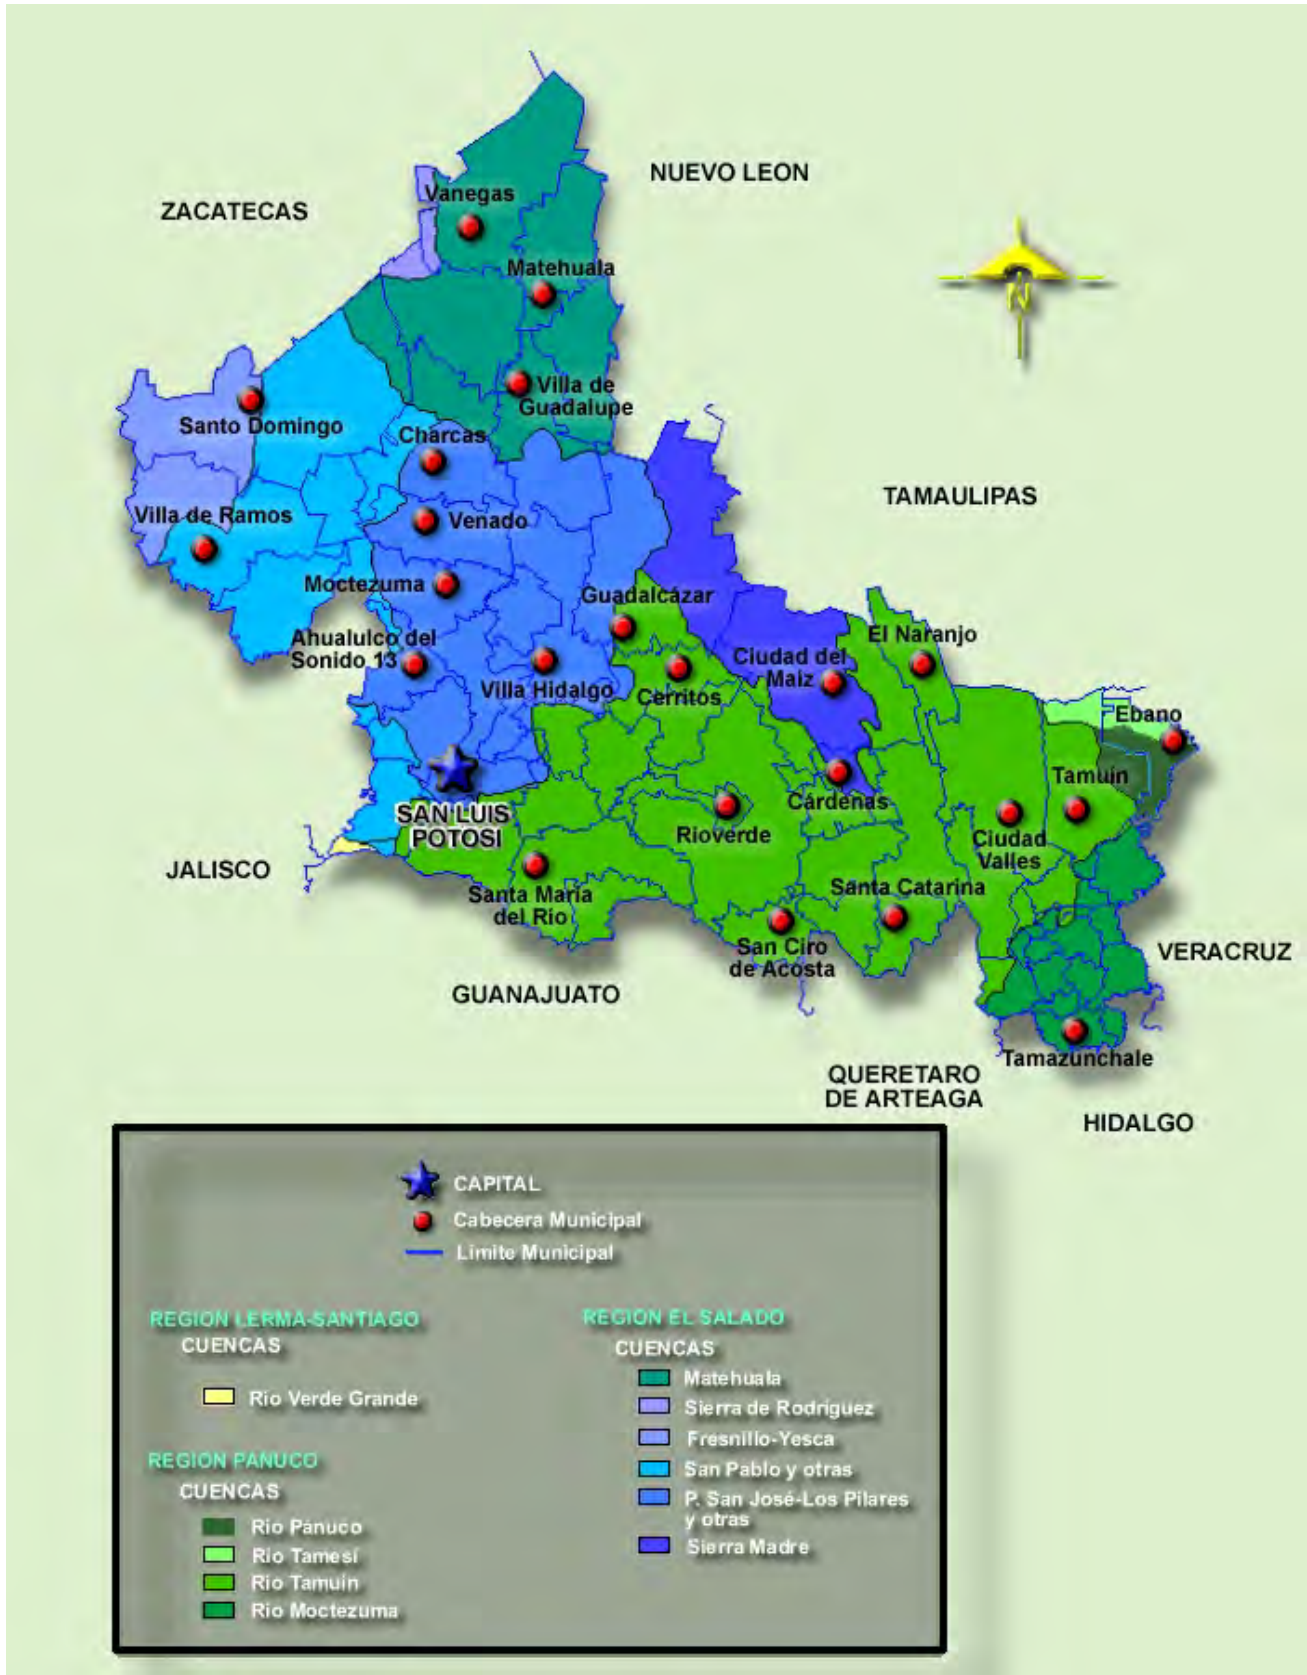 NUEVO LEON
Vanegas
ZACATECAS
Matehuala
N
Villa de
Guadalupe
Santo Domingo
Charcas
TAMAULIPAS
Villa de Ramos
Venado
Moctezuma
Guadalcázar
Ahualulco del
Sonido 13
El Naranjo
Ciudad del
Maiz
Villa Hidalgo
Cerritos
Ebano
Tamuín
Cárdenas
SAN LUIS
POTOSI
Rioverde
Ciudad
Valles
JALISCO
Santa Catarina
Santa María
del Río
San Ciro
de Acosta
VERACRUZ
GUANAJUATO
Tamazunchale
QUERETARO
DE ARTEAGA
HIDALGO
CAPITAL
Cabecera Municipal
Límite Municipal
REGION LERMA-SANTIAGO
CUENCAS
Río Verde Grande
REGION PANUCO
CUENCAS
Río Pánuco
Río Tamesí
Río Tamuín
Río Moctezuma
REGION EL SALADO
CUENCAS
Matehuala
Sierra de Rodríguez
Fresnillo-Yesca
San Pablo y otras
P. San José-Los Pilares
y otras
Sierra Madre